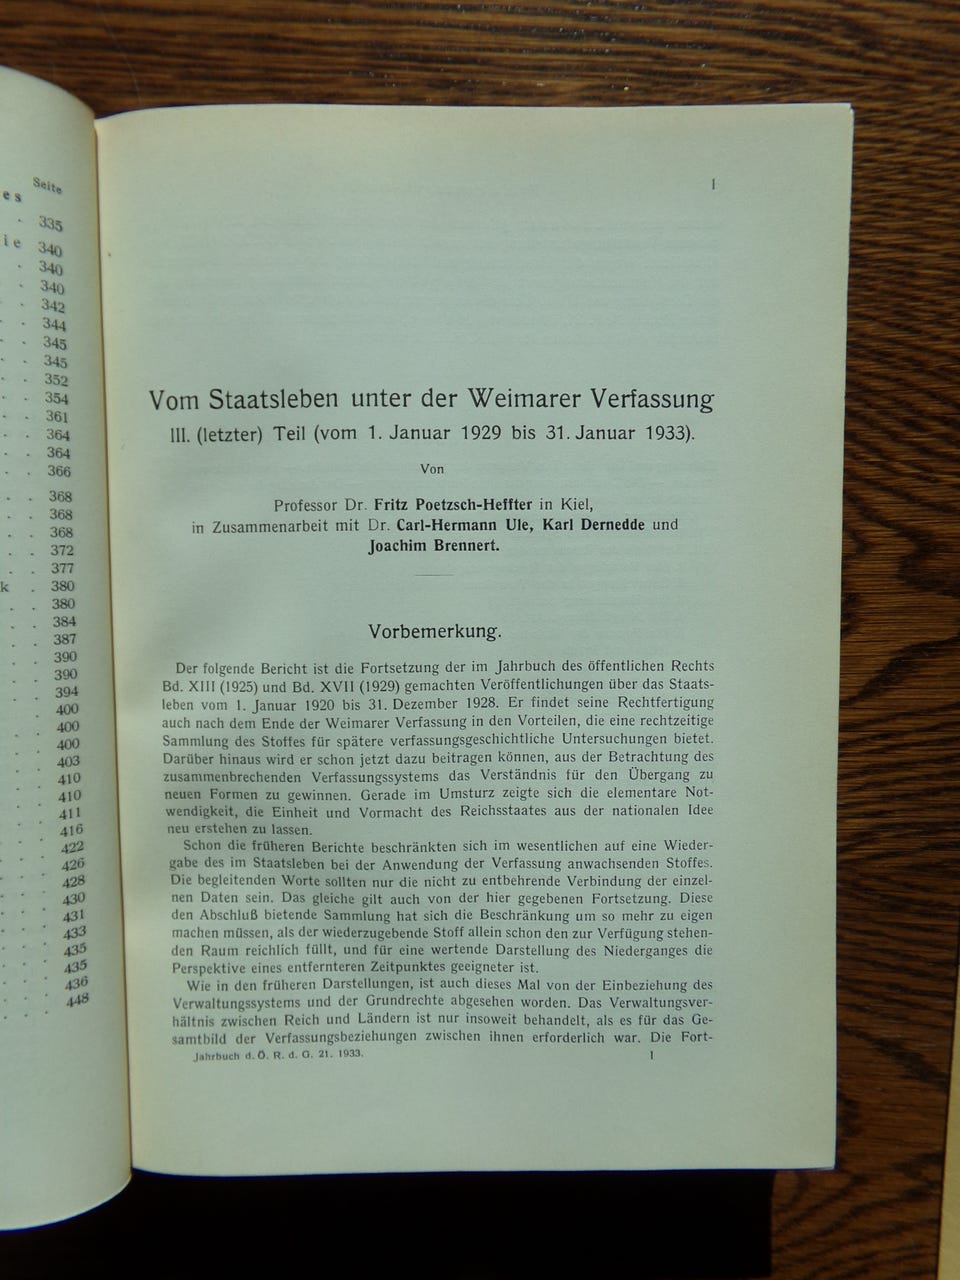 Seite
es
335
ie
340
340
340
342
344
345
345
352
354
361
364
364
366
368
368
368
372
377
k . 380
380
384
387
390
390
394
400
400
400
403
410
410
411
416
422
426
428
430
431
433
435
435
436
448
1
Vom Staatsleben unter der Weimarer Verfassung
III. (letzter) Teil (vom 1. Januar 1929 bis 31. Januar 1933).
Von
Professor Dr. Fritz Poetzsch-Heffter in Kiel,
in Zusammenarbeit mit Dr. Carl-Hermann Ule, Karl Dernedde und
Joachim Brennert.
Vorbemerkung.
Der folgende Bericht ist die Fortsetzung der im Jahrbuch des öffentlichen Rechts
Bd. XIII (1925) und Bd. XVII (1929) gemachten Veröffentlichungen über das Staats-
leben vom 1. Januar 1920 bis 31. Dezember 1928. Er findet seine Rechtfertigung
auch nach dem Ende der Weimarer Verfassung in den Vorteilen, die eine rechtzeitige
Sammlung des Stoffes für spätere verfassungsgeschichtliche Untersuchungen bietet.
Darüber hinaus wird er schon jetzt dazu beitragen können, aus der Betrachtung des
zusammenbrechenden Verfassungssystems das Verständnis für den Übergang zu
neuen Formen zu gewinnen. Gerade im Umsturz zeigte sich die elementare Not-
wendigkeit, die Einheit und Vormacht des Reichsstaates aus der nationalen Idee
neu erstehen zu lassen.
Schon die früheren Berichte beschränkten sich im wesentlichen auf eine Wieder-
gabe des im Staatsleben bei der Anwendung der Verfassung anwachsenden Stoffes.
Die begleitenden Worte sollten nur die nicht zu entbehrende Verbindung der einzel-
nen Daten sein. Das gleiche gilt auch von der hier gegebenen Fortsetzung. Diese
den Abschluß bietende Sammlung hat sich die Beschränkung um so mehr zu eigen
machen müssen, als der wiederzugebende Stoff allein schon den zur Verfügung stehen-
den Raum reichlich füllt, und für eine wertende Darstellung des Niederganges die
Perspektive eines entfernteren Zeitpunktes geeigneter ist.
Wie in den früheren Darstellungen, ist auch dieses Mal von der Einbeziehung des
Verwaltungssystems und der Grundrechte abgesehen worden. Das Verwaltungsver-
hältnis zwischen Reich und Ländern ist nur insoweit behandelt, als es für das Ge-
samtbild der Verfassungsbeziehungen zwischen ihnen erforderlich war. Die Fort-
Jahrbuch d. Ö. R. d. G. 21. 1933.
1